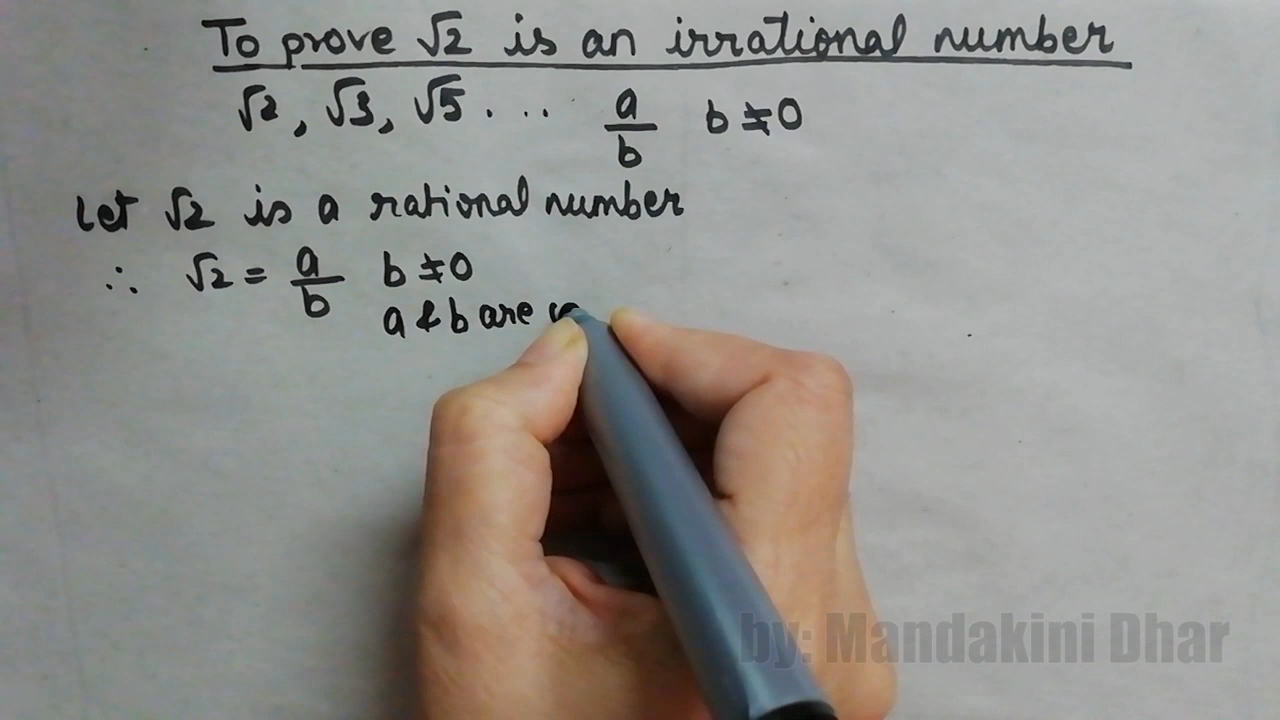 To prove √2 is an irrational number
√2, √3, √5 . . . a/b b ≠ 0
Let √2 is a rational number
∴ √2 = a/b b ≠ 0
a & b are
by: Mandakini Dhar